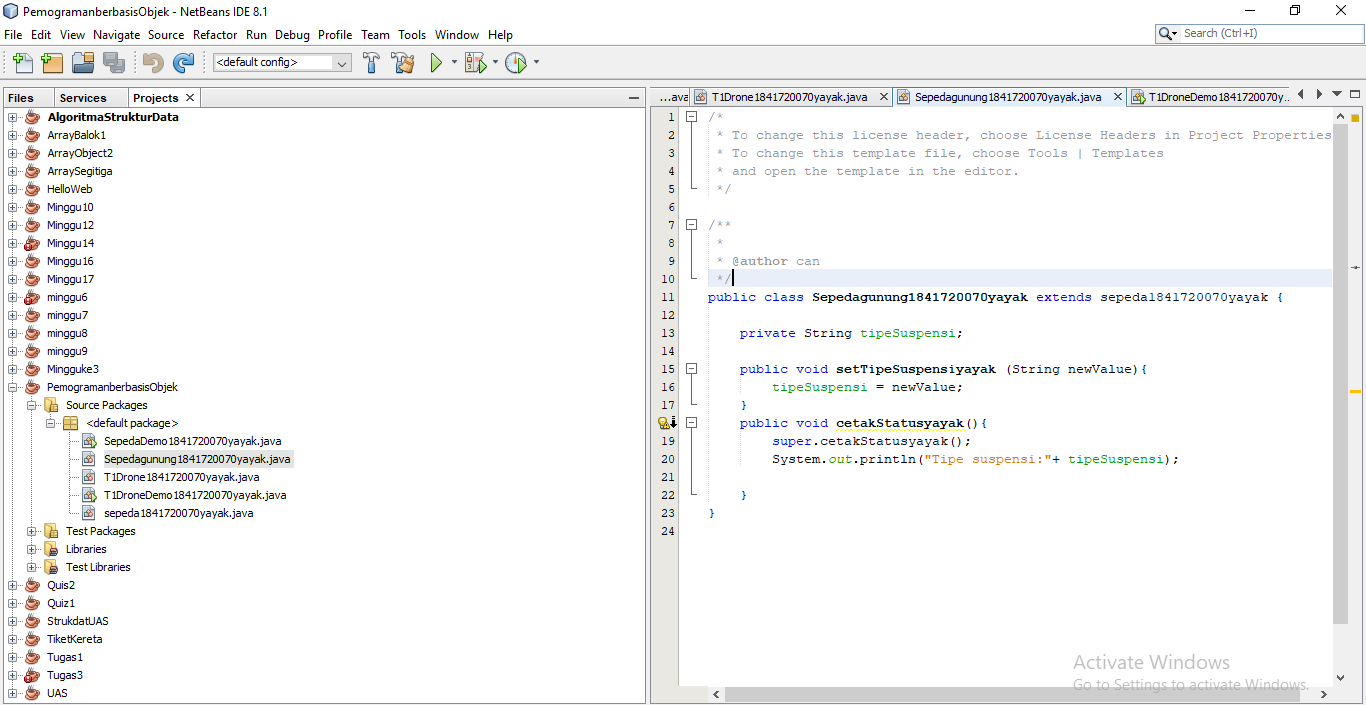 PemogramanberbasisObjek - NetBeans IDE 8.1
File Edit View Navigate Source Refactor Run Debug Profile Team Tools Window Help
Search (Ctrl+I)
<default config>
Files Services Projects
AlgoritmaStrukturData
ArrayBalok1
ArrayObject2
ArraySegitiga
HelloWeb
Minggu10
Minggu12
Minggu14
Minggu16
Minggu17
minggu6
minggu7
minggu8
minggu9
Mingguke3
PemogramanberbasisObjek
Source Packages
<default package>
SepedaDemo1841720070yayak.java
Sepedagunung1841720070yayak.java
T1Drone1841720070yayak.java
T1DroneDemo1841720070yayak.java
sepeda1841720070yayak.java
Test Packages
Libraries
Test Libraries
Quis2
Quiz1
StrukdatUAS
TiketKereta
Tugas1
Tugas3
UAS
...ava T1Drone1841720070yayak.java Sepedagunung1841720070yayak.java T1DroneDemo1841720070y..
1 /*
2 * To change this license header, choose License Headers in Project Properties
3 * To change this template file, choose Tools | Templates
4 * and open the template in the editor.
5 */
6
7 /**
8 *
9 * @author can
10 */
11 public class Sepedagunung1841720070yayak extends sepeda1841720070yayak {
12
13 private String tipeSuspensi;
14
15 public void setTipeSuspensiyayak (String newValue){
16 tipeSuspensi = newValue;
17 }
public void cetakStatusyayak(){
19 super.cetakStatusyayak();
20 System.out.println("Tipe suspensi:"+ tipeSuspensi);
21
22 }
23 }
24
Activate Windows
Go to Settings to activate Windows.